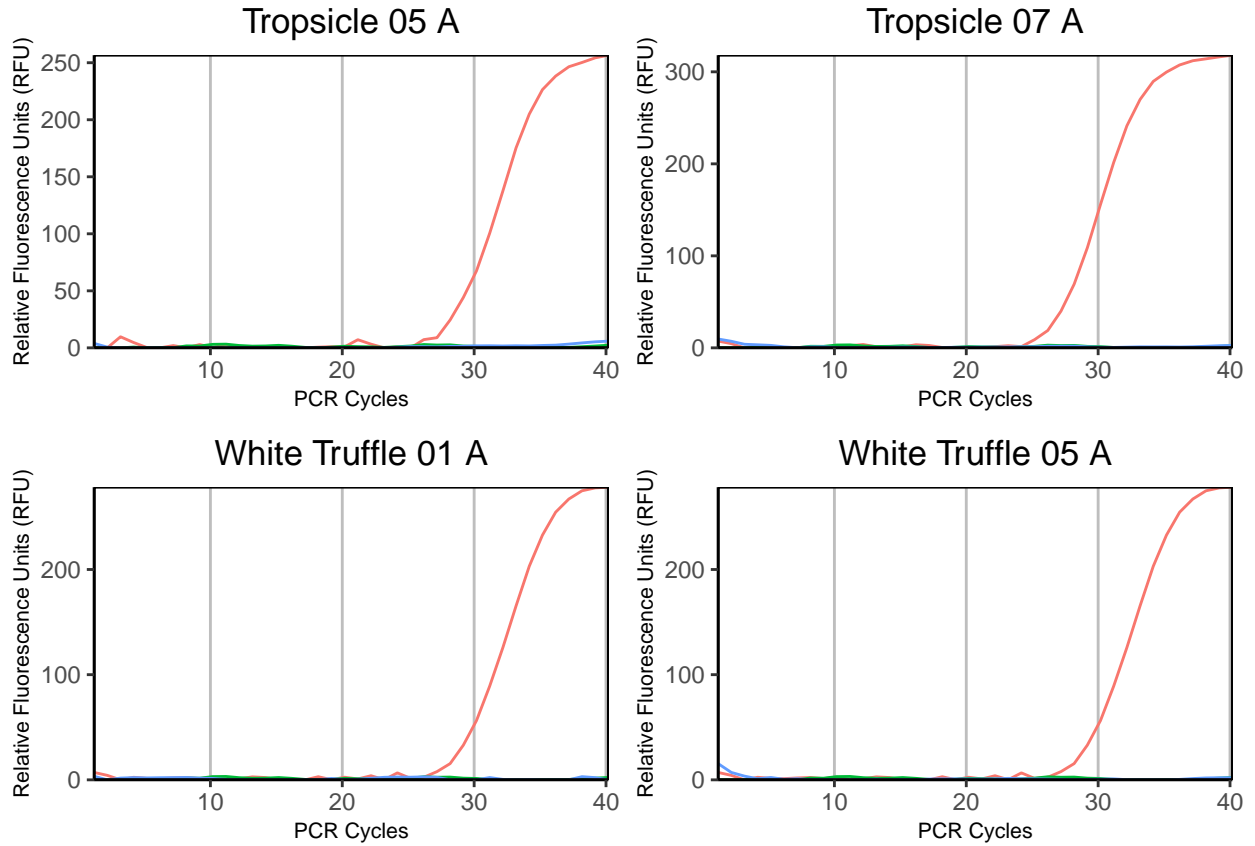 Tropsicle 05 A
Relative Fluorescence Units (RFU)
250
200
150
100
50
0
10
20
30
40
PCR Cycles
Tropsicle 07 A
Relative Fluorescence Units (RFU)
300
200
100
0
10
20
30
40
PCR Cycles
White Truffle 01 A
Relative Fluorescence Units (RFU)
200
100
0
10
20
30
40
PCR Cycles
White Truffle 05 A
Relative Fluorescence Units (RFU)
200
100
0
10
20
30
40
PCR Cycles